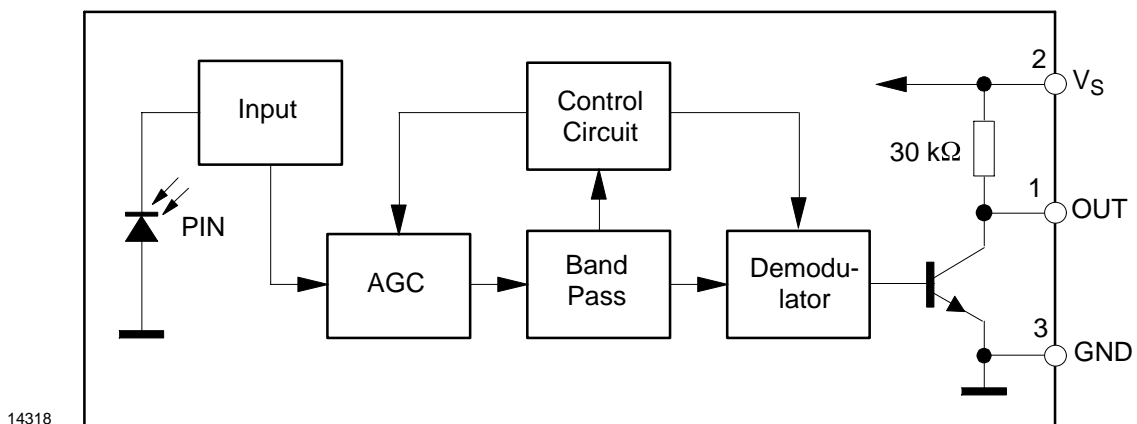 Input
PIN
AGC
Control
Circuit
Band
Pass
Demodu-
lator
30 kΩ
2
VS
1
OUT
3
GND
14318